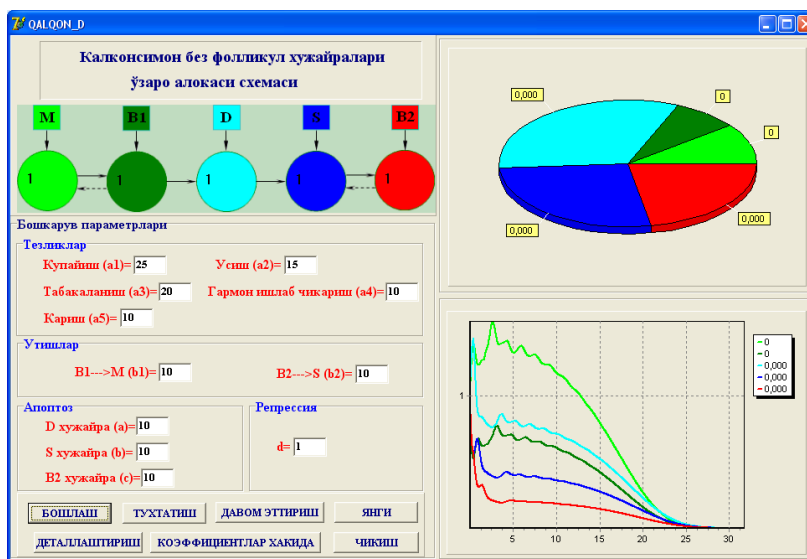 QALQON_D
Калконсимон без фолликул хужайралари
ўзаро алокаси схемаси
M B1 D S B2
1 1 1 1 1
Бошкарув параметрлари
Тезликлар
Купайиш (a1)= 25 Усиш (a2)= 15
Табакаланиш (a3)= 20 Гармон ишлаб чикариш (a4)= 10
Кариш (a5)= 10
Утишлар
B1--->M (b1)= 10 B2--->S (b2)= 10
Апоптоз
D хужайра (a)= 10
S хужайра (b)= 10
B2 хужайра (c)= 10
Репрессия
d= 1
БОШЛАШ ТУХТАТИШ ДАВОМ ЭТТИРИШ ЯНГИ
ДЕТАЛЛАШТИРИШ КОЭФФИЦИЕНТЛАР ХАКИДА ЧИКИШ
0,000 0
0
0,000 0,000
1
0 5 10 15 20 25 30
0
0
0,000
0,000
0,000